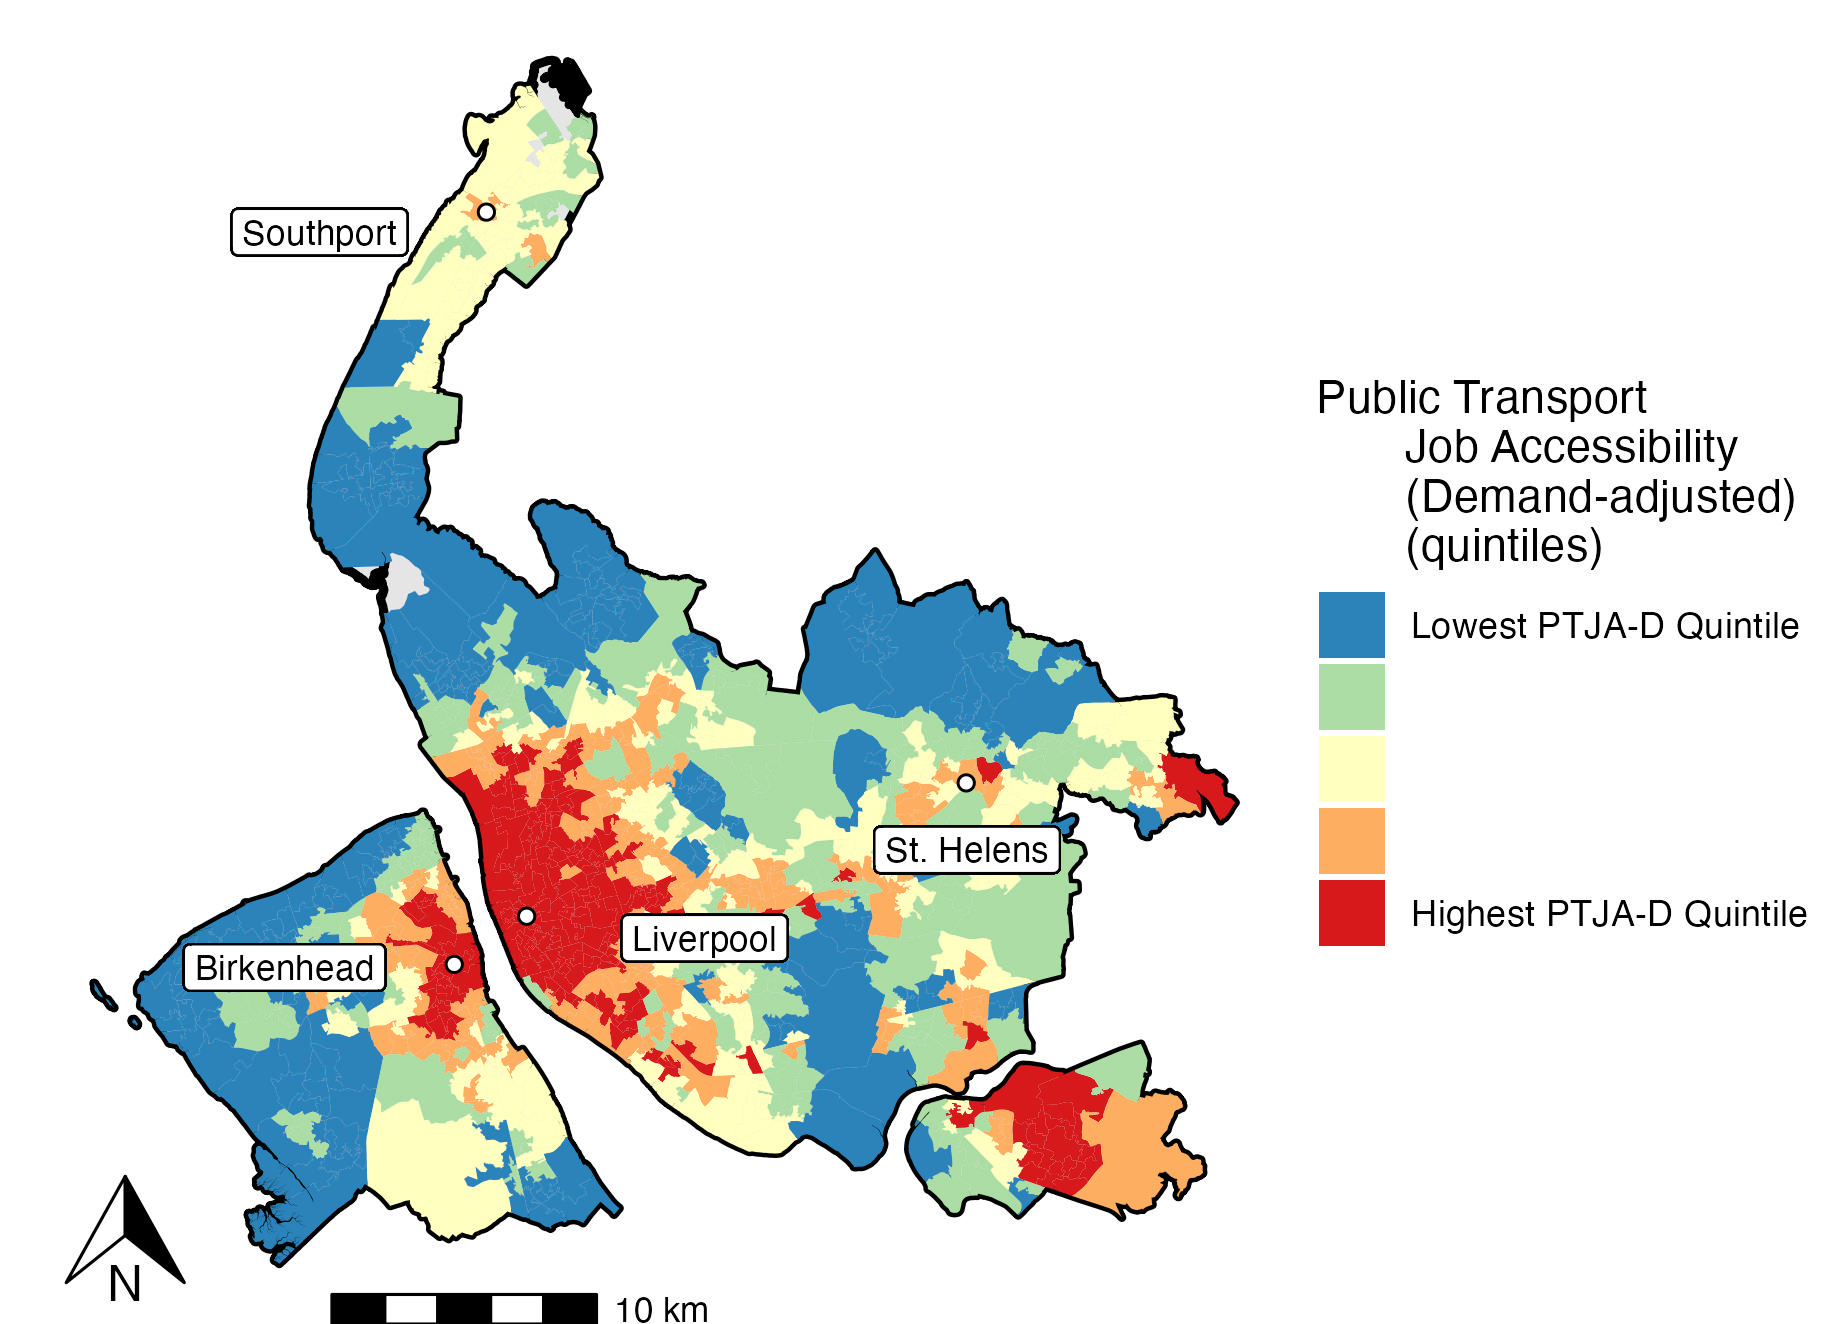 Southport
Public Transport
Job Accessibility
(Demand-adjusted)
(quintiles)
Lowest PTJA-D Quintile
Highest PTJA-D Quintile
St. Helens
Liverpool
Birkenhead
N
10 km